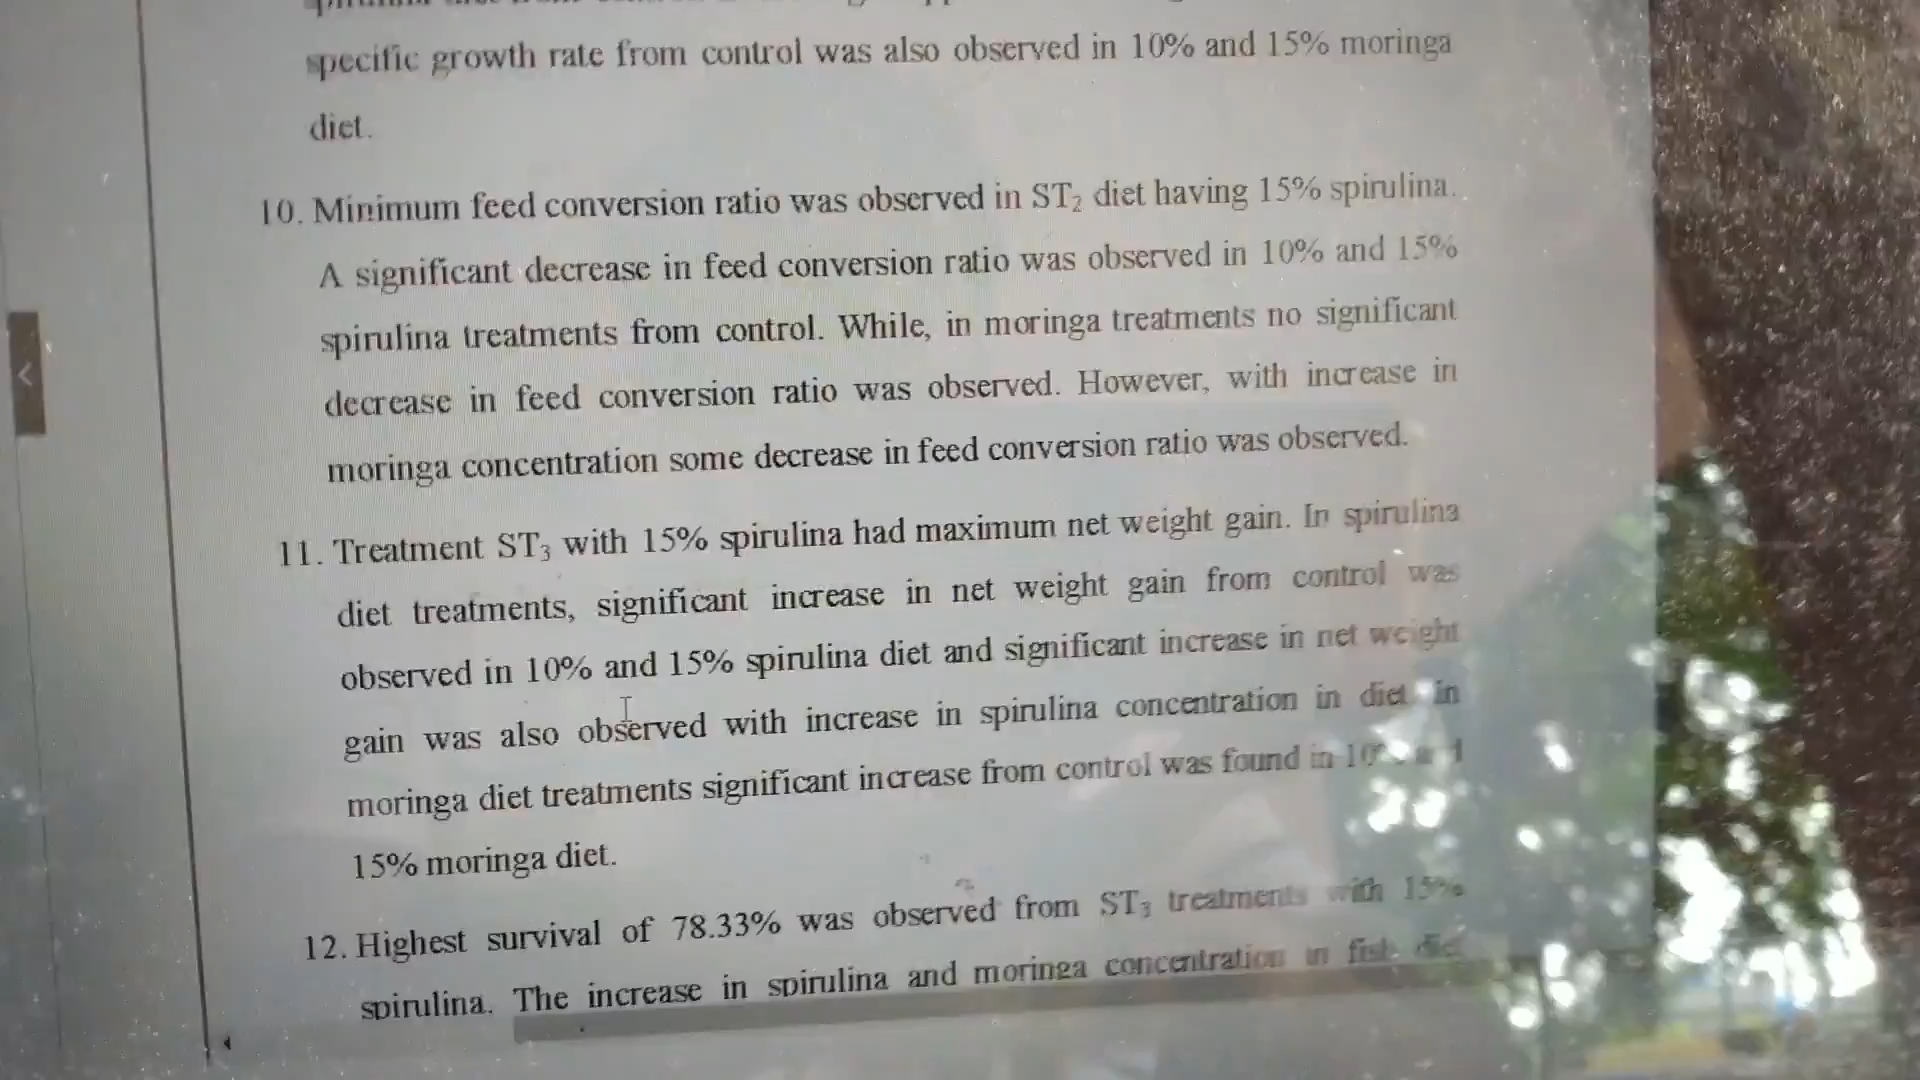 specific growth rate from control was also observed in 10% and 15% moringa
diet.
10. Minimum feed conversion ratio was observed in ST₂ diet having 15% spirulina.
A significant decrease in feed conversion ratio was observed in 10% and 15%
spirulina treatments from control. While, in moringa treatments no significant
decrease in feed conversion ratio was observed. However, with increase in
moringa concentration some decrease in feed conversion ratio was observed.
11. Treatment ST₃ with 15% spirulina had maximum net weight gain. In spirulina
diet treatments, significant increase in net weight gain from control was
observed in 10% and 15% spirulina diet and significant increase in net weight
gain was also observed with increase in spirulina concentration in diet in
moringa diet treatments significant increase from control was found in
15% moringa diet.
12. Highest survival of 78.33% was observed from ST₃ treatments with 15%
spirulina. The increase in spirulina and moringa concentration in fish diet